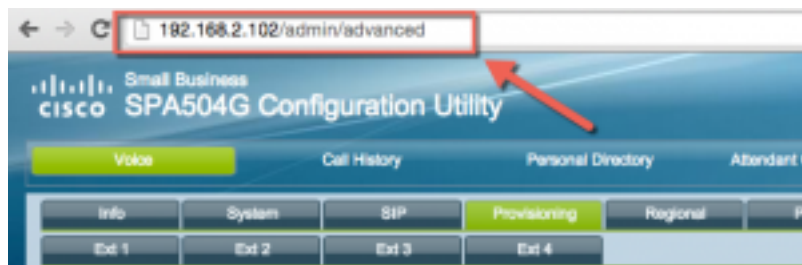 192.168.2.102/admin/advanced
Small Business
CISCO SPA504G Configuration Utility
Voice Call History Personal Directory Attendant
Info System SIP Provisioning Regional P
Ext 1 Ext 2 Ext 3 Ext 4